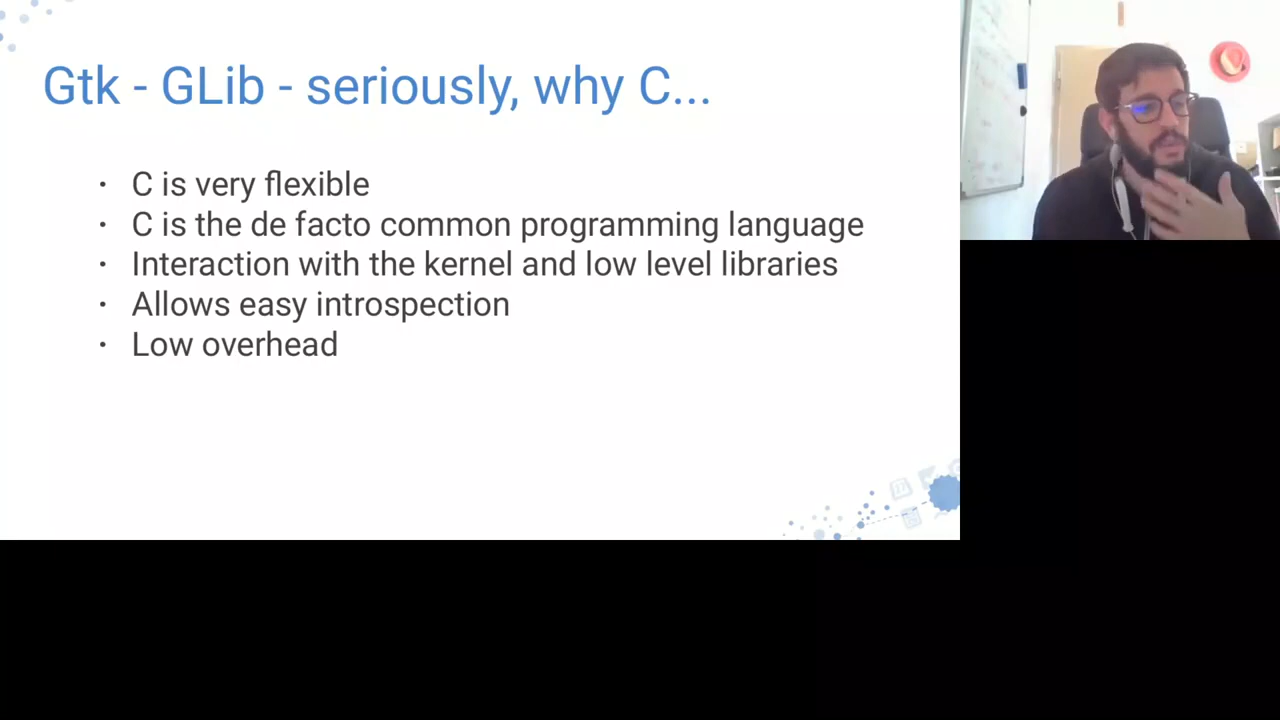 Gtk - GLib - seriously, why C...
· C is very flexible
· C is the de facto common programming language
· Interaction with the kernel and low level libraries
· Allows easy introspection
· Low overhead